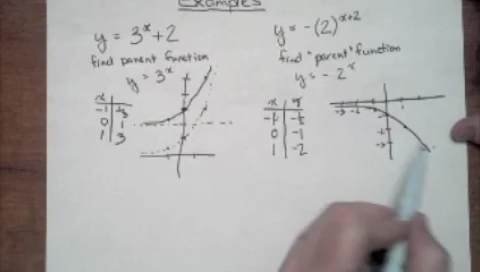 Examples
y = 3^x + 2
find parent function
y = 3^x
x y
-1 1/3
0 1
1 3
y = -(2)^(x+2)
find "parent" function
y = -2^x
x y
-1 -1/2
0 -1
1 -2